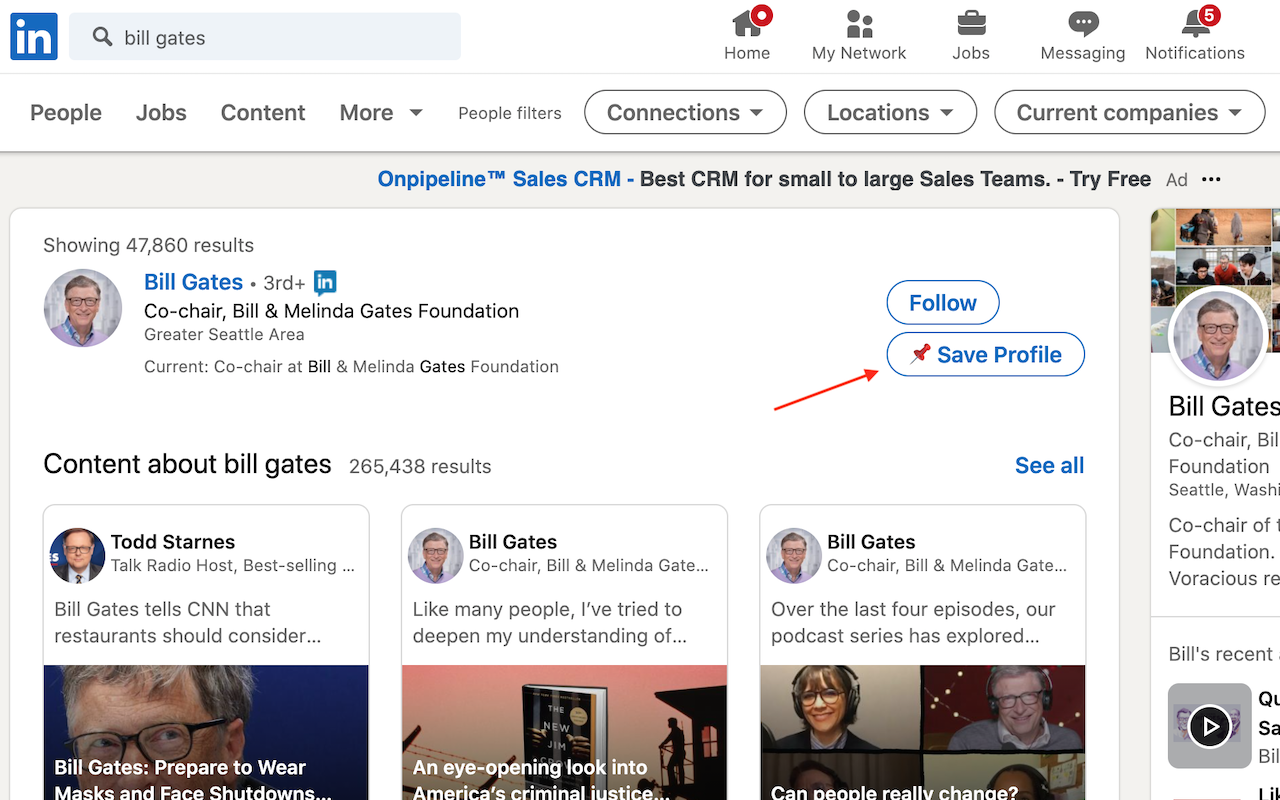 in
bill gates
Home
My Network
Jobs
Messaging
5
Notifications
People
Jobs
Content
More
People filters
Connections
Locations
Current companies
Onpipeline™ Sales CRM - Best CRM for small to large Sales Teams. - Try Free Ad
Showing 47,860 results
Bill Gates • 3rd+ in
Co-chair, Bill & Melinda Gates Foundation
Greater Seattle Area
Current: Co-chair at Bill & Melinda Gates Foundation
Follow
Save Profile
Content about bill gates 265,438 results
See all
Todd Starnes
Talk Radio Host, Best-selling ...
Bill Gates tells CNN that
restaurants should consider...
Bill Gates: Prepare to Wear
Masks and Face Shutdowns...
Bill Gates
Co-chair, Bill & Melinda Gate...
Like many people, I've tried to
deepen my understanding of...
THE
NEW
JIM
CROW
An eye-opening look into
America's criminal justice...
Bill Gates
Co-chair, Bill & Melinda Gate...
Over the last four episodes, our
podcast series has explored...
Can people really change?
Bill Gates
Co-chair, Bil
Foundation
Seattle, Washi
Co-chair of t
Foundation.
Voracious re
Bill's recent a
Qu
Sa
Bil
Lik